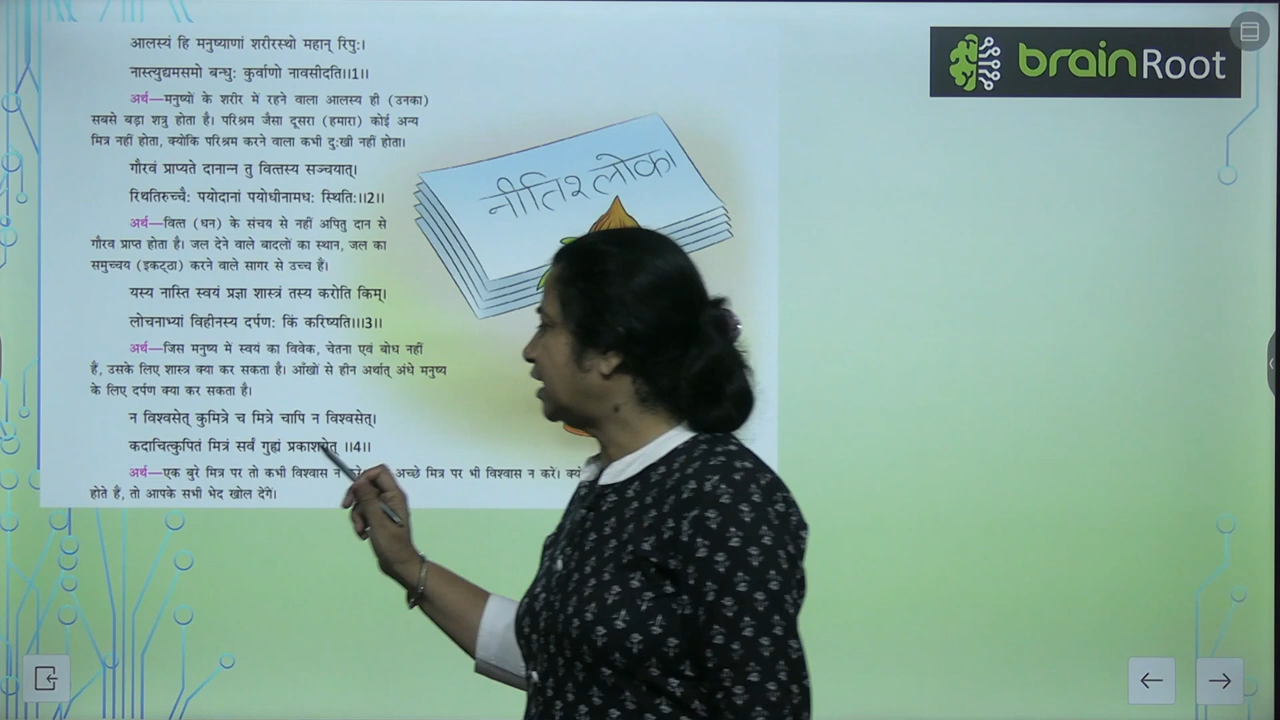 आलस्यं हि मनुष्याणां शरीरस्थो महान् रिपु:।
नास्त्युद्यमसमो बन्धु: कुर्वाणो नावसीदति।।1।।
अर्थ—मनुष्यों के शरीर में रहने वाला आलस्य ही (उनका)
सबसे बड़ा शत्रु होता है। परिश्रम जैसा दूसरा (हमारा) कोई अन्य
मित्र नहीं होता, क्योंकि परिश्रम करने वाला कभी दु:खी नहीं होता।
गौरवं प्राप्यते दानान्न तु वित्तस्य सञ्चयात्।
स्थितिरुच्चै: पयोदानां पयोधीनामध: स्थिति:।।2।।
अर्थ—वित्त (धन) के संचय से नहीं अपितु दान से
गौरव प्राप्त होता है। जल देने वाले बादलों का स्थान, जल का
समुच्चय (इकट्ठा) करने वाले सागर से उच्च हैं।
यस्य नास्ति स्वयं प्रज्ञा शास्त्रं तस्य करोति किम्।
लोचनाभ्यां विहीनस्य दर्पण: किं करिष्यति।।।3।।
अर्थ—जिस मनुष्य में स्वयं का विवेक, चेतना एवं बोध नहीं
हैं, उसके लिए शास्त्र क्या कर सकता है। आँखों से हीन अर्थात् अंधे मनुष्य
के लिए दर्पण क्या कर सकता है।
न विश्वसेत् कुमित्रे च मित्रे चापि न विश्वसेत्।
कदाचित्कुपितं मित्रं सर्वं गुह्यं प्रकाशयेत् ।।4।।
अर्थ—एक बुरे मित्र पर तो कभी विश्वास न करें अच्छे मित्र पर भी विश्वास न करें।
होते हैं, तो आपके सभी भेद खोल देंगें।
नीतिश्लोका
brainRoot